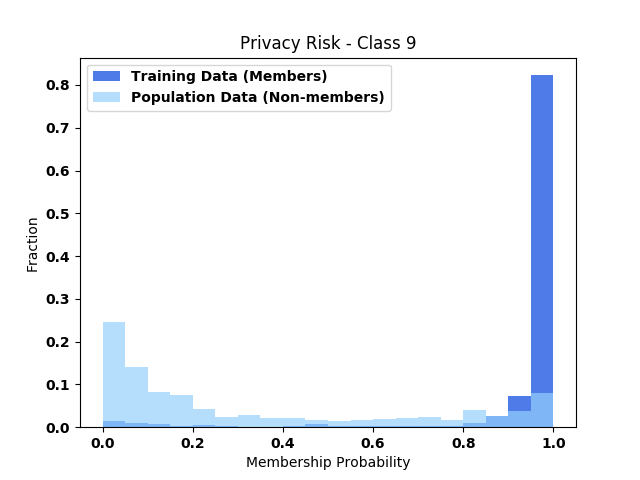 Privacy Risk - Class 9
Training Data (Members)
Population Data (Non-members)
Fraction
0.8
0.7
0.6
0.5
0.4
0.3
0.2
0.1
0.0
0.0 0.2 0.4 0.6 0.8 1.0
Membership Probability